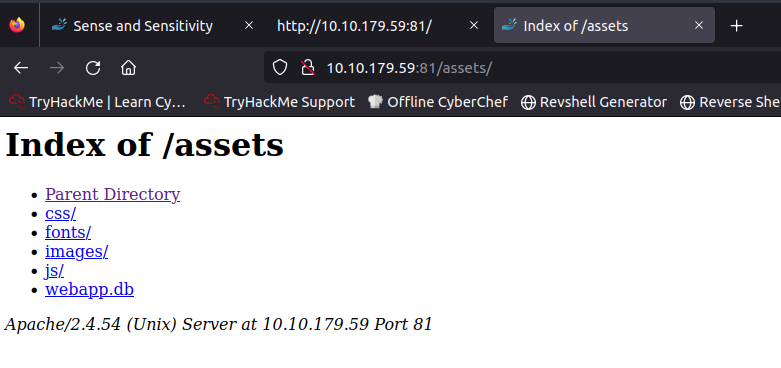 Sense and Sensitivity
http://10.10.179.59:81/
Index of /assets
10.10.179.59:81/assets/
TryHackMe | Learn Cy...
TryHackMe Support
Offline CyberChef
Revshell Generator
Reverse She
Index of /assets
Parent Directory
css/
fonts/
images/
js/
webapp.db
Apache/2.4.54 (Unix) Server at 10.10.179.59 Port 81